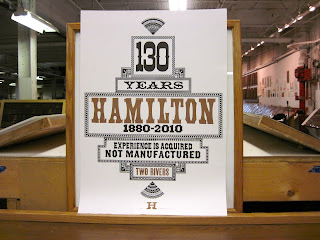 130
YEARS
HAMILTON
1880-2010
EXPERIENCE IS ACQUIRED
NOT MANUFACTURED
TWO RIVERS
H